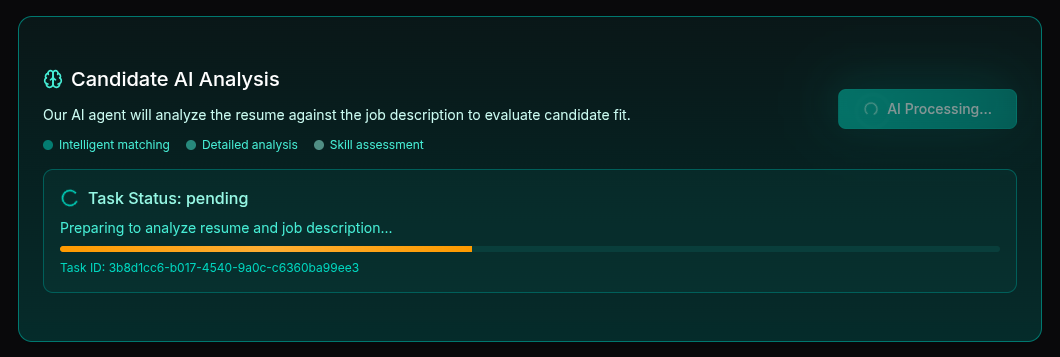 Candidate AI Analysis
Our AI agent will analyze the resume against the job description to evaluate candidate fit.
Intelligent matching Detailed analysis Skill assessment
AI Processing...
Task Status: pending
Preparing to analyze resume and job description...
Task ID: 3b8d1cc6-b017-4540-9a0c-c6360ba99ee3